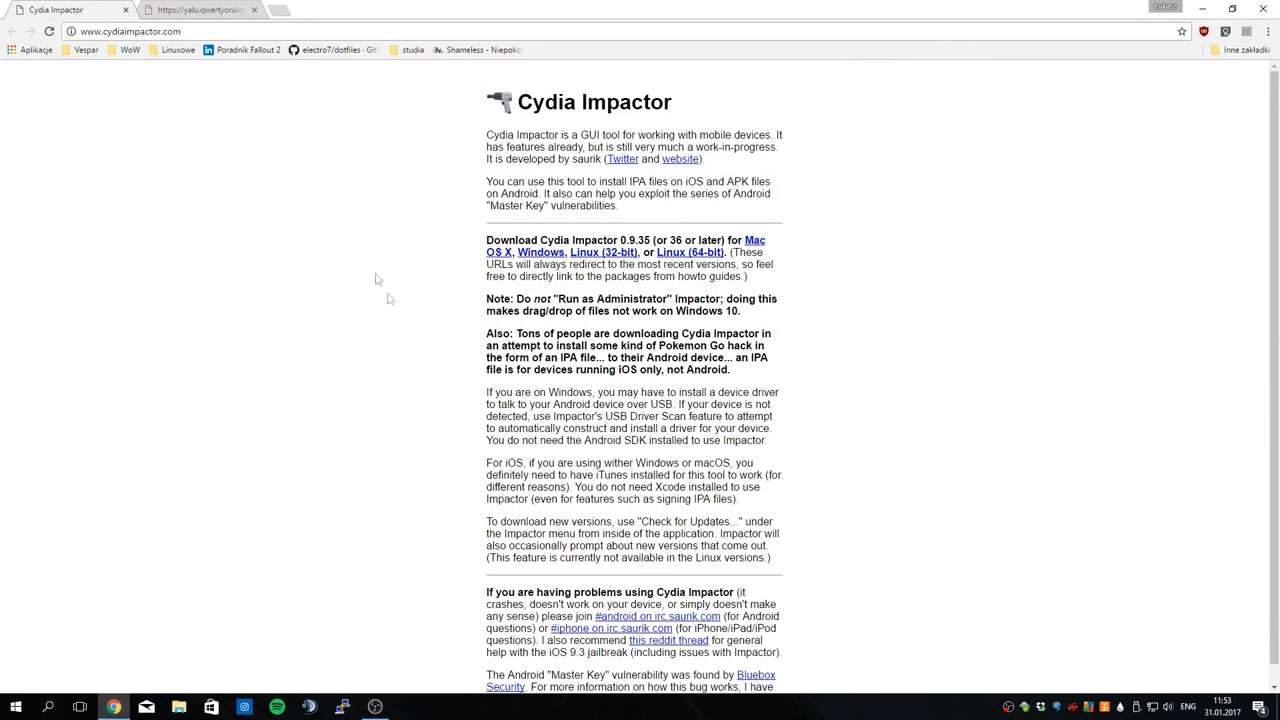 Cydia Impactor
https://yalu.qwertyoruiop
Łukasz
www.cydiaimpactor.com
Aplikacje Vespar WoW Linuxowe Poradnik Fallout 2 electro7/dotfiles · Git studia Shameless - Niepoko Inne zakładki
Cydia Impactor
Cydia Impactor is a GUI tool for working with mobile devices. It
has features already, but is still very much a work-in-progress.
It is developed by saurik (Twitter and website).
You can use this tool to install IPA files on iOS and APK files
on Android. It also can help you exploit the series of Android
"Master Key" vulnerabilities.
Download Cydia Impactor 0.9.35 (or 36 or later) for Mac
OS X, Windows, Linux (32-bit), or Linux (64-bit). (These
URLs will always redirect to the most recent versions, so feel
free to directly link to the packages from howto guides.)
Note: Do not "Run as Administrator" Impactor; doing this
makes drag/drop of files not work on Windows 10.
Also: Tons of people are downloading Cydia Impactor in
an attempt to install some kind of Pokemon Go hack in
the form of an IPA file... to their Android device... an IPA
file is for devices running iOS only, not Android.
If you are on Windows, you may have to install a device driver
to talk to your Android device over USB. If your device is not
detected, use Impactor's USB Driver Scan feature to attempt
to automatically construct and install a driver for your device.
You do not need the Android SDK installed to use Impactor.
For iOS, if you are using wither Windows or macOS, you
definitely need to have iTunes installed for this tool to work (for
different reasons). You do not need Xcode installed to use
Impactor (even for features such as signing IPA files).
To download new versions, use "Check for Updates..." under
the Impactor menu from inside of the application. Impactor will
also occasionally prompt about new versions that come out.
(This feature is currently not available in the Linux versions.)
If you are having problems using Cydia Impactor (it
crashes, doesn't work on your device, or simply doesn't make
any sense) please join #android on irc.saurik.com (for Android
questions) or #iphone on irc.saurik.com (for iPhone/iPad/iPod
questions). I also recommend this reddit thread for general
help with the iOS 9.3 jailbreak (including issues with Impactor).
The Android "Master Key" vulnerability was found by Bluebox
Security. For more information on how this bug works, I have
ENG
11:53
31.01.2017